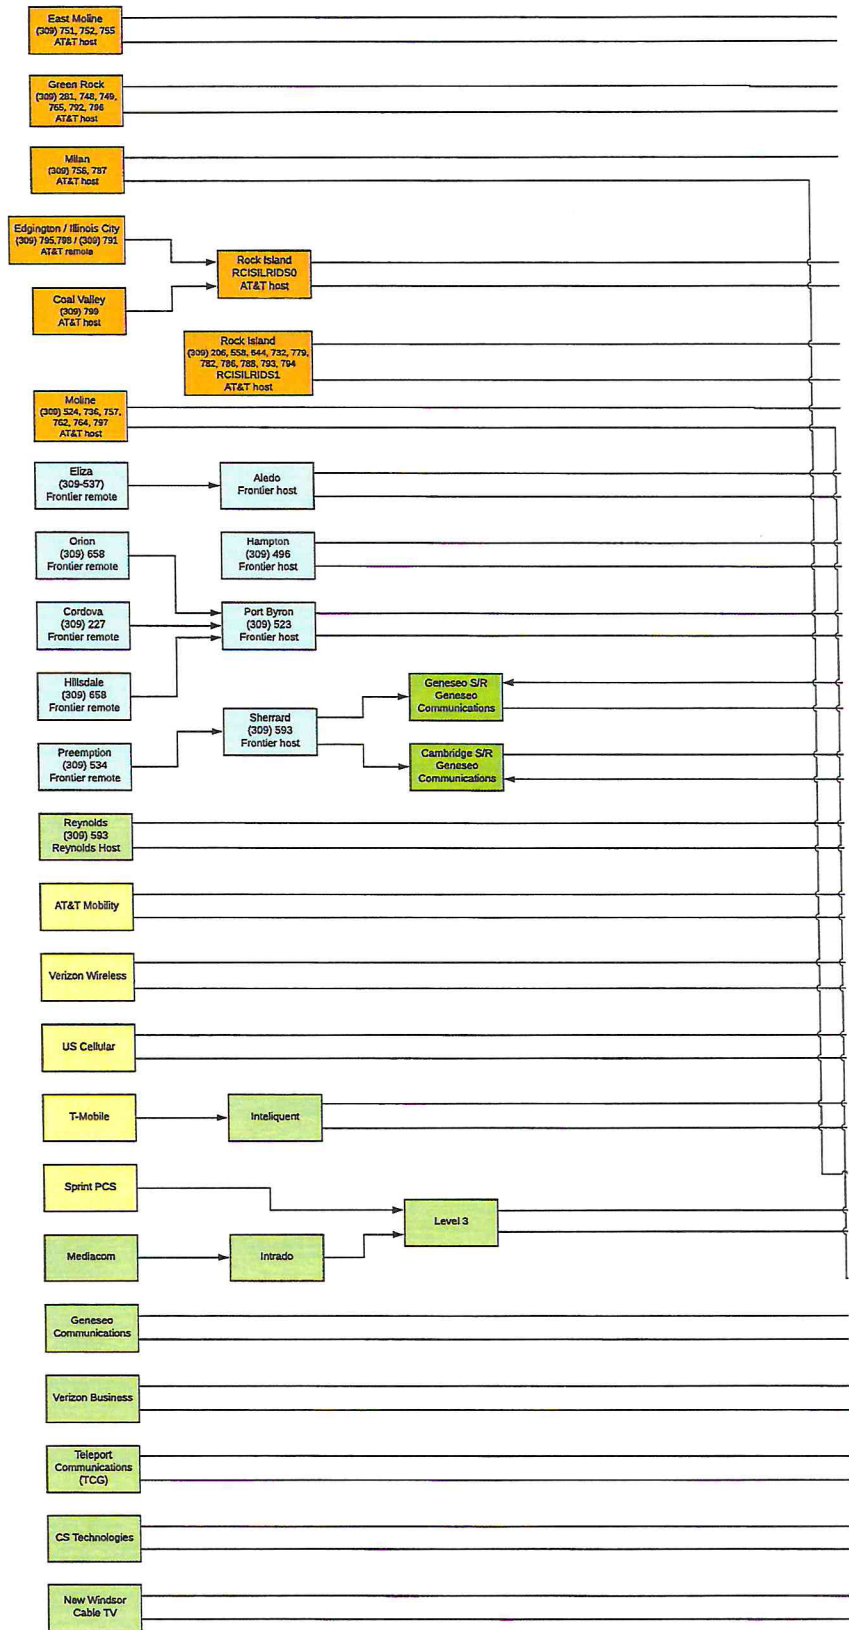 East Moline
(309) 751, 752, 755
AT&T host
Green Rock
(309) 281, 748, 749,
765, 792, 796
AT&T host
Milan
(309) 756, 787
AT&T host
Edgington / Illinois City
(309) 795,798 / (309) 791
AT&T remote
Rock Island
RCISILRIDS0
AT&T host
Coal Valley
(309) 799
AT&T host
Rock Island
(309) 206, 558, 644, 732, 779,
782, 786, 788, 793, 794
RCISILRIDS1
AT&T host
Moline
(309) 524, 736, 757,
762, 764, 797
AT&T host
Eliza
(309-537)
Frontier remote
Aledo
Frontier host
Orion
(309) 658
Frontier remote
Hampton
(309) 496
Frontier host
Cordova
(309) 227
Frontier remote
Port Byron
(309) 523
Frontier host
Hillsdale
(309) 658
Frontier remote
Geneseo S/R
Geneseo
Communications
Sherrard
(309) 593
Frontier host
Preemption
(309) 534
Frontier remote
Cambridge S/R
Geneseo
Communications
Reynolds
(309) 593
Reynolds Host
AT&T Mobility
Verizon Wireless
US Cellular
T-Mobile
Inteliquent
Sprint PCS
Level 3
Mediacom
Intrado
Geneseo
Communications
Verizon Business
Teleport
Communications
(TCG)
CS Technologies
New Windsor
Cable TV